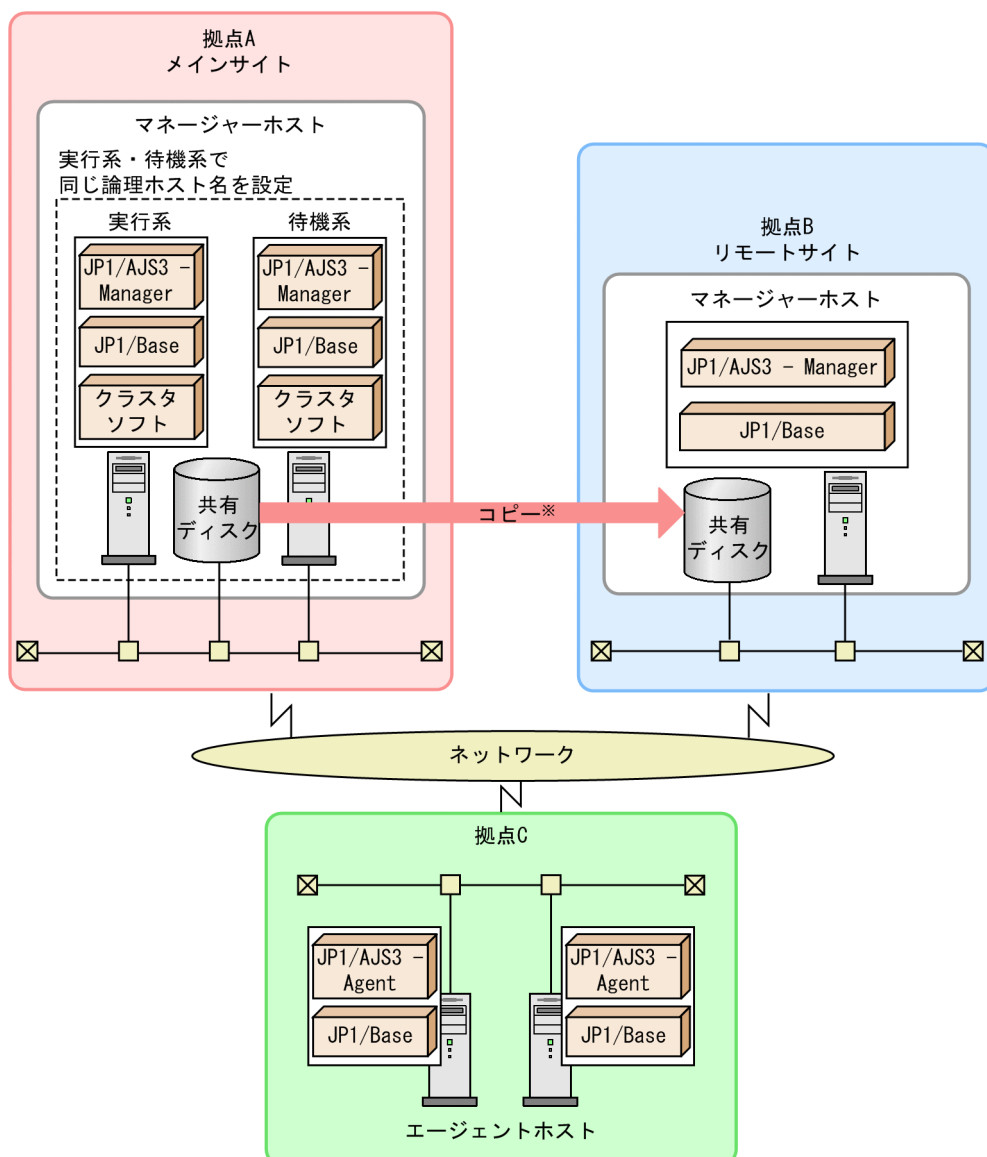 拠点A
メインサイト
マネージャーホスト
実行系・待機系で
同じ論理ホスト名を設定
実行系
待機系
JP1/AJS3 −
Manager
JP1/Base
クラスタ
ソフト
JP1/AJS3 −
Manager
JP1/Base
クラスタ
ソフト
共有
ディスク
コピー※
拠点B
リモートサイト
マネージャーホスト
JP1/AJS3 − Manager
JP1/Base
共有
ディスク
ネットワーク
拠点C
JP1/AJS3 −
Agent
JP1/Base
JP1/AJS3 −
Agent
JP1/Base
エージェントホスト